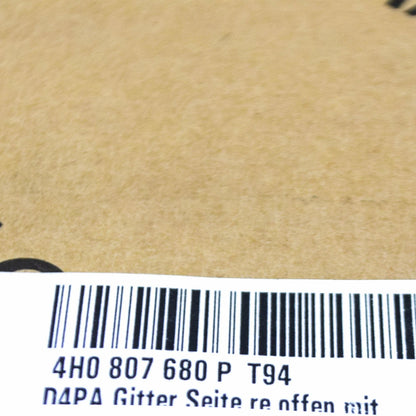 4H0 807 680 P T94
D4PA Gitter Seite re offen mit